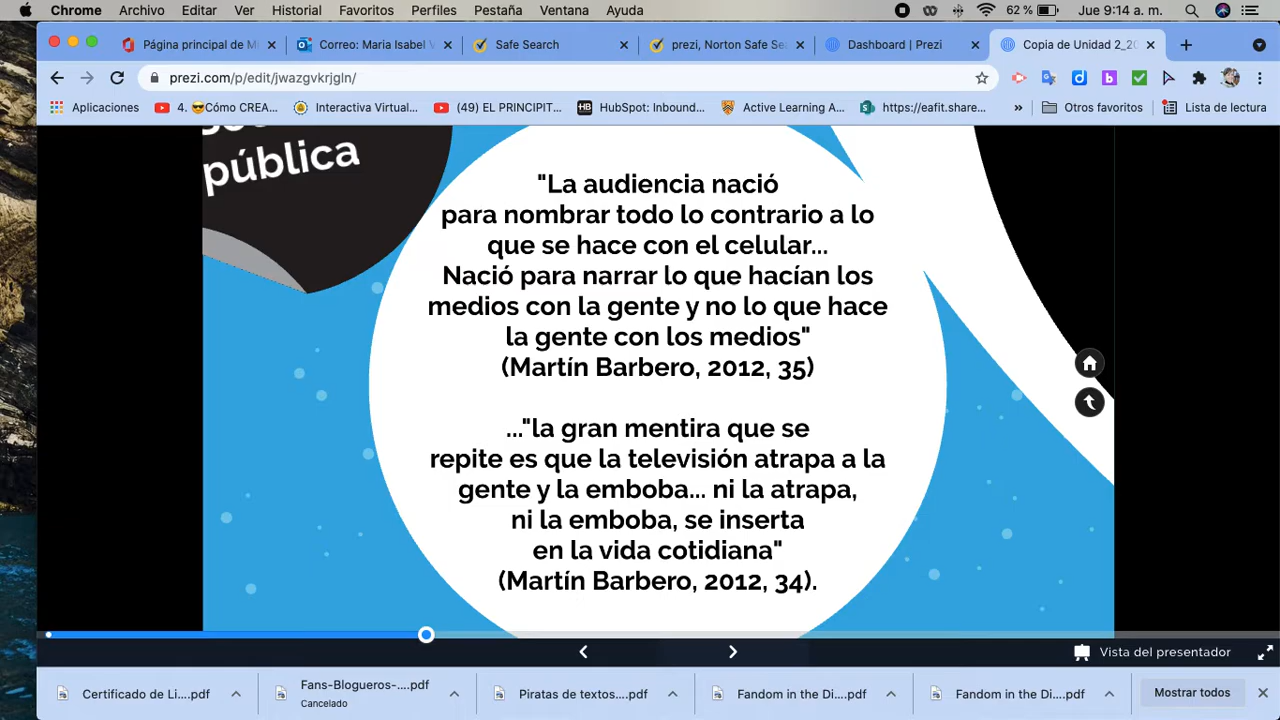 Chrome Archivo Editar Ver Historial Favoritos Perfiles Pestaña Ventana Ayuda 62 % Jue 9:14 a. m.
Página principal de M Correo: Maria Isabel V Safe Search prezi, Norton Safe Se Dashboard | Prezi Copia de Unidad 2_20
prezi.com/p/edit/jwazgvkrjgln/
Aplicaciones 4. 😎Cómo CREA... Interactiva Virtual... (49) EL PRINCIPIT... HubSpot: Inbound... Active Learning A... https://eafit.share... » Otros favoritos Lista de lectura
pública
"La audiencia nació
para nombrar todo lo contrario a lo
que se hace con el celular...
Nació para narrar lo que hacían los
medios con la gente y no lo que hace
la gente con los medios"
(Martín Barbero, 2012, 35)
..."la gran mentira que se
repite es que la televisión atrapa a la
gente y la emboba... ni la atrapa,
ni la emboba, se inserta
en la vida cotidiana"
(Martín Barbero, 2012, 34).
Vista del presentador
Certificado de Li....pdf Fans-Blogueros-....pdf Piratas de textos....pdf Fandom in the Di....pdf Fandom in the Di....pdf Mostrar todos
Cancelado